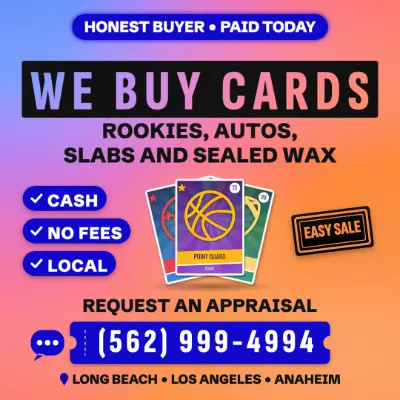 HONEST BUYER • PAID TODAY
WE BUY CARDS
ROOKIES, AUTOS,
SLABS AND SEALED WAX
CASH
NO FEES
LOCAL
POINT GUARD
EASY SALE
REQUEST AN APPRAISAL
(562) 999-4994
LONG BEACH • LOS ANGELES • ANAHEIM